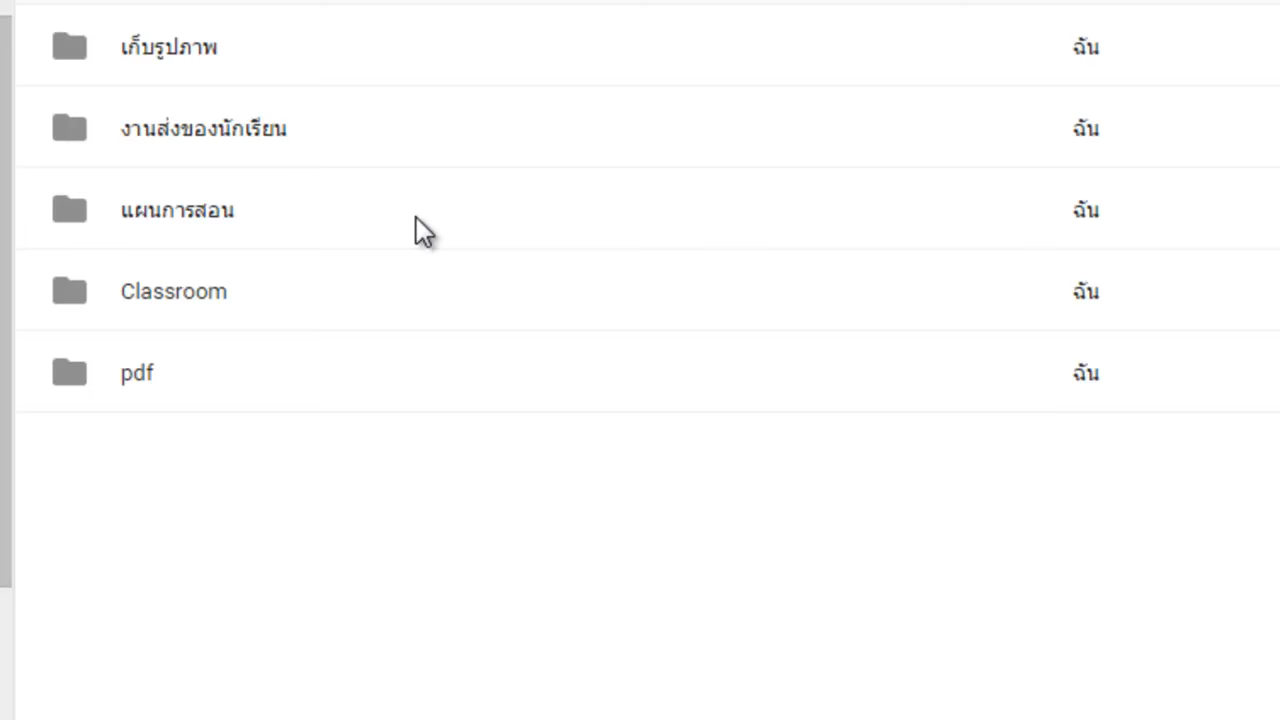 เก็บรูปภาพ ฉัน
งานส่งของนักเรียน ฉัน
แผนการสอน ฉัน
Classroom ฉัน
pdf ฉัน